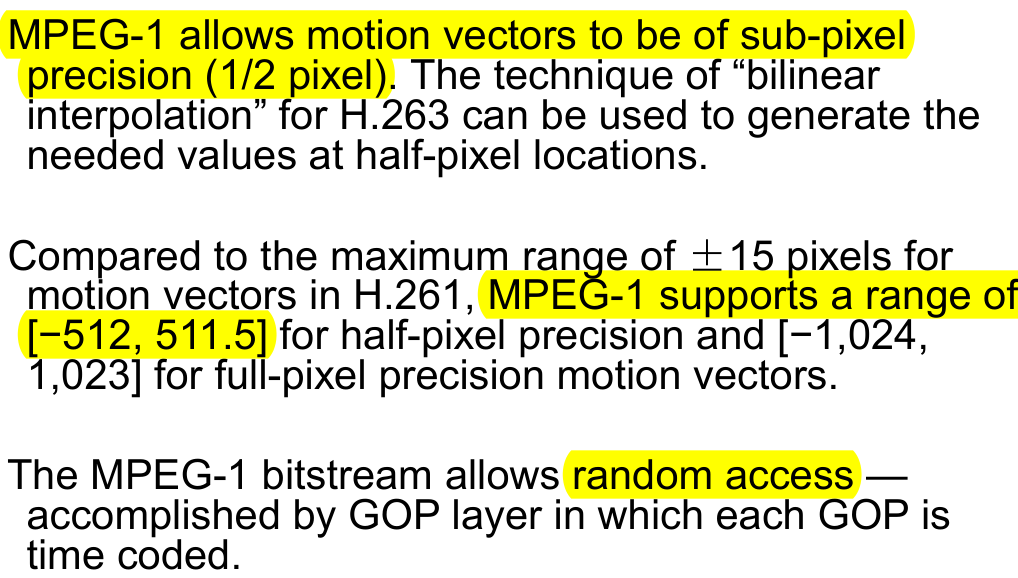 MPEG-1 allows motion vectors to be of sub-pixel
precision (1/2 pixel). The technique of “bilinear
interpolation” for H.263 can be used to generate the
needed values at half-pixel locations.
Compared to the maximum range of ±15 pixels for
motion vectors in H.261, MPEG-1 supports a range of
[−512, 511.5] for half-pixel precision and [−1,024,
1,023] for full-pixel precision motion vectors.
The MPEG-1 bitstream allows random access —
accomplished by GOP layer in which each GOP is
time coded.